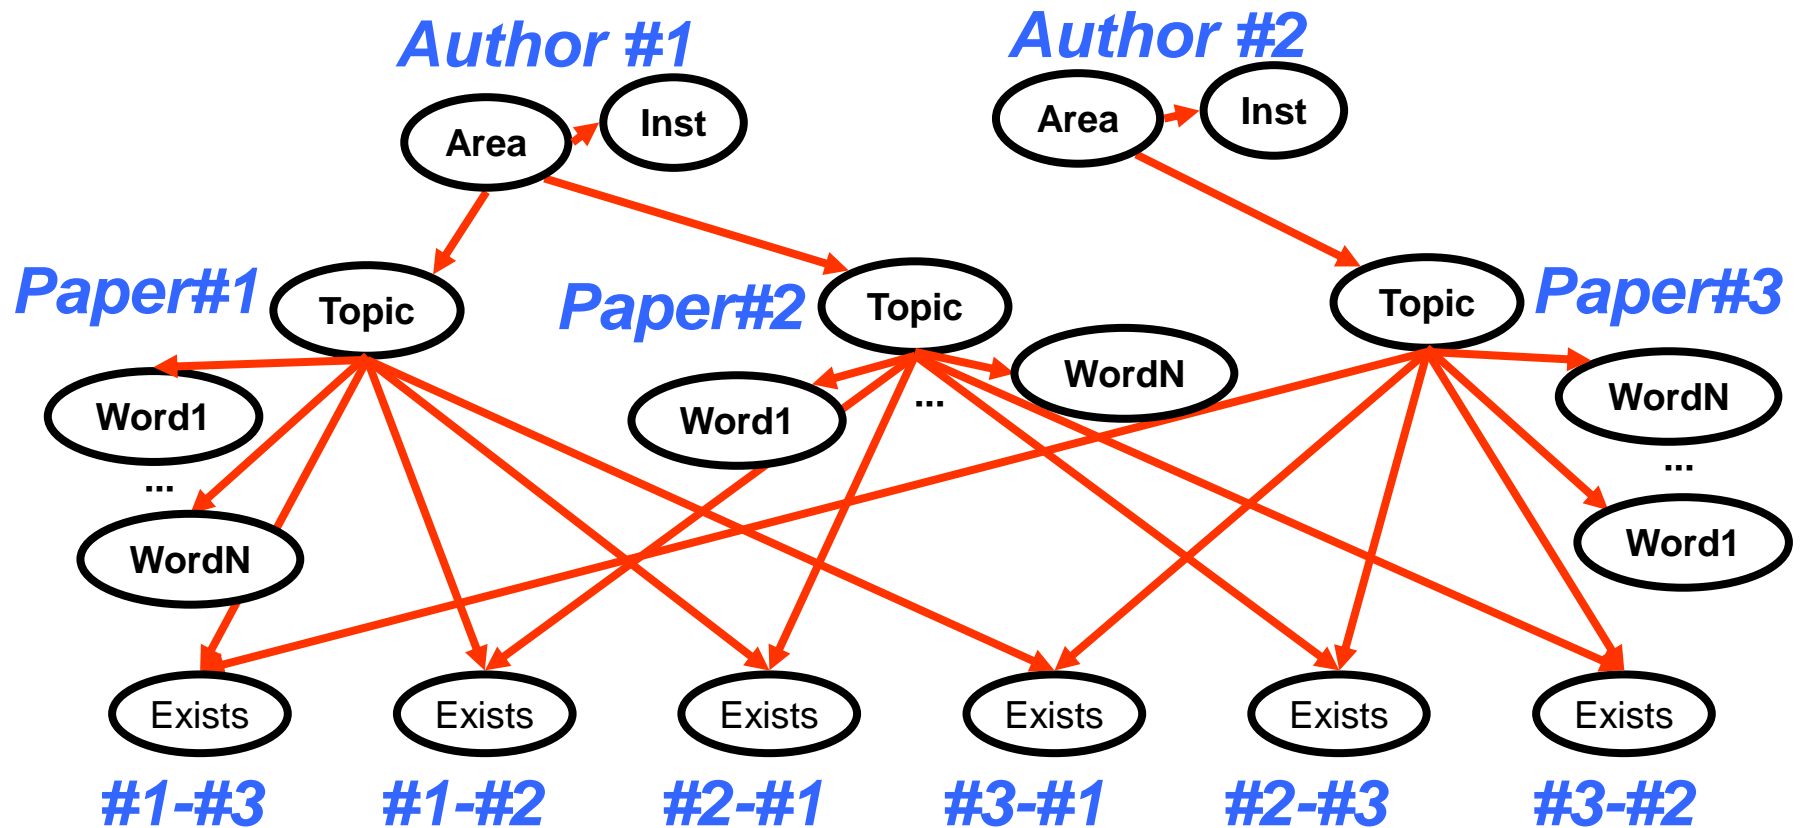 Author #1
Author #2
Area
Inst
Area
Inst
Paper#1
Topic
Paper#2
Topic
Topic
Paper#3
Word1
...
WordN
Word1
...
WordN
WordN
...
Word1
Exists
Exists
Exists
Exists
Exists
Exists
#1-#3
#1-#2
#2-#1
#3-#1
#2-#3
#3-#2